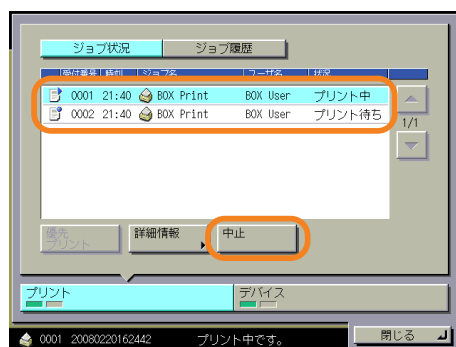 ジョブ状況 ジョブ履歴
受付番号 時刻 ジョブ名 ユーザ名 状況
0001 21:40 BOX Print BOX User プリント中
0002 21:40 BOX Print BOX User プリント待ち
1/1
優先
プリント
詳細情報 中止
プリント デバイス
0001 20080220162442 プリント中です。 閉じる